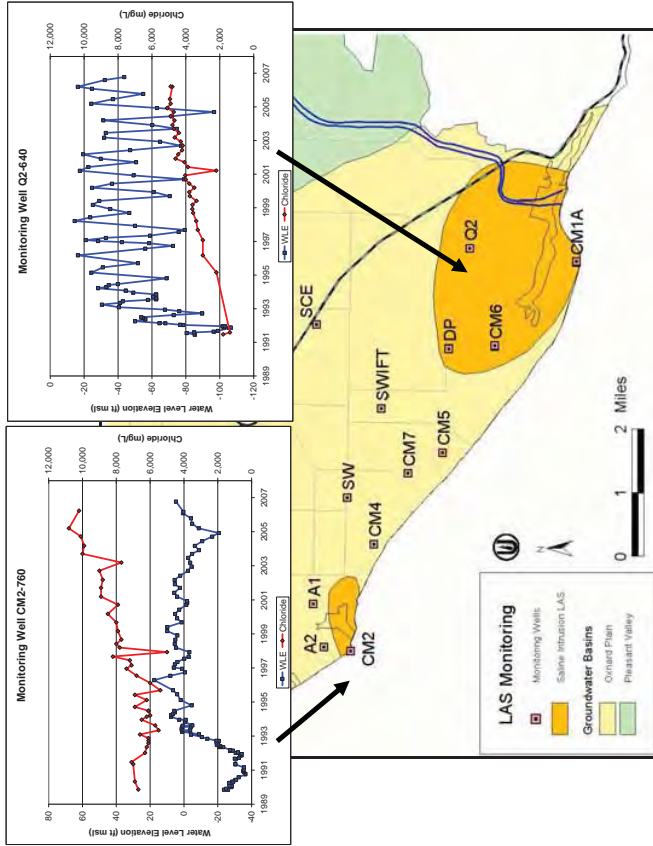 Monitoring Well CM2-760
Water Level Elevation (ft msl)
Chloride (mg/L)
80
60
40
20
0
-20
-40
12,000
10,000
8,000
6,000
4,000
2,000
0
1989
1991
1993
1995
1997
1999
2001
2003
2005
2007
WLE
Chloride
Monitoring Well Q2-640
Water Level Elevation (ft msl)
Chloride (mg/L)
0
-20
-40
-60
-80
-100
-120
14,000
12,000
10,000
8,000
6,000
4,000
2,000
0
1989
1991
1993
1995
1997
1999
2001
2003
2005
2007
WLE
Chloride
A2
A1
CM2
SW
CM4
CM7
SWIFT
CM5
SCE
DP
CM6
Q2
CM1A
LAS Monitoring
Monitoring Wells
Saline Intrusion LAS
Groundwater Basins
Oxnard Plain
Pleasant Valley
N
0
1
2
Miles